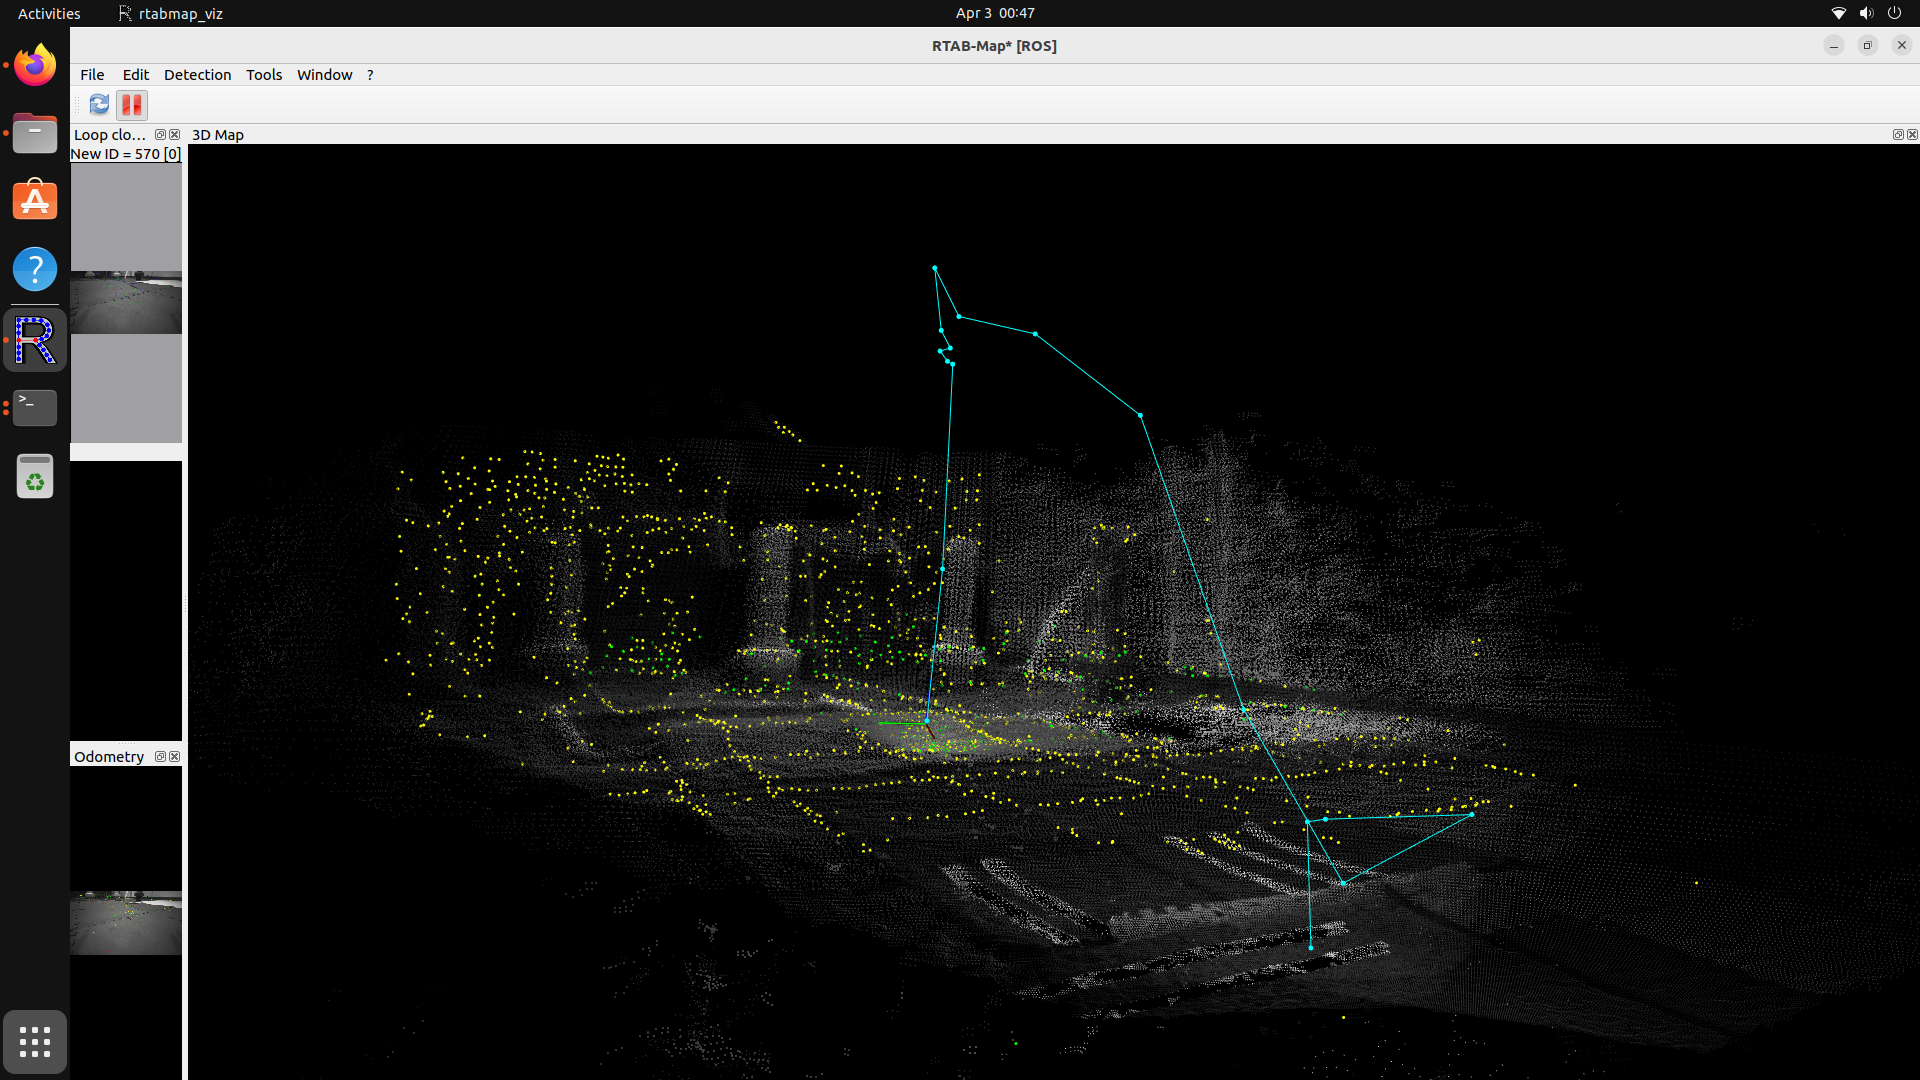 Activities
rtabmap_viz
Apr 3 00:47
RTAB-Map* [ROS]
File Edit Detection Tools Window ?
Loop clo...
3D Map
New ID = 570 [0]
Odometry